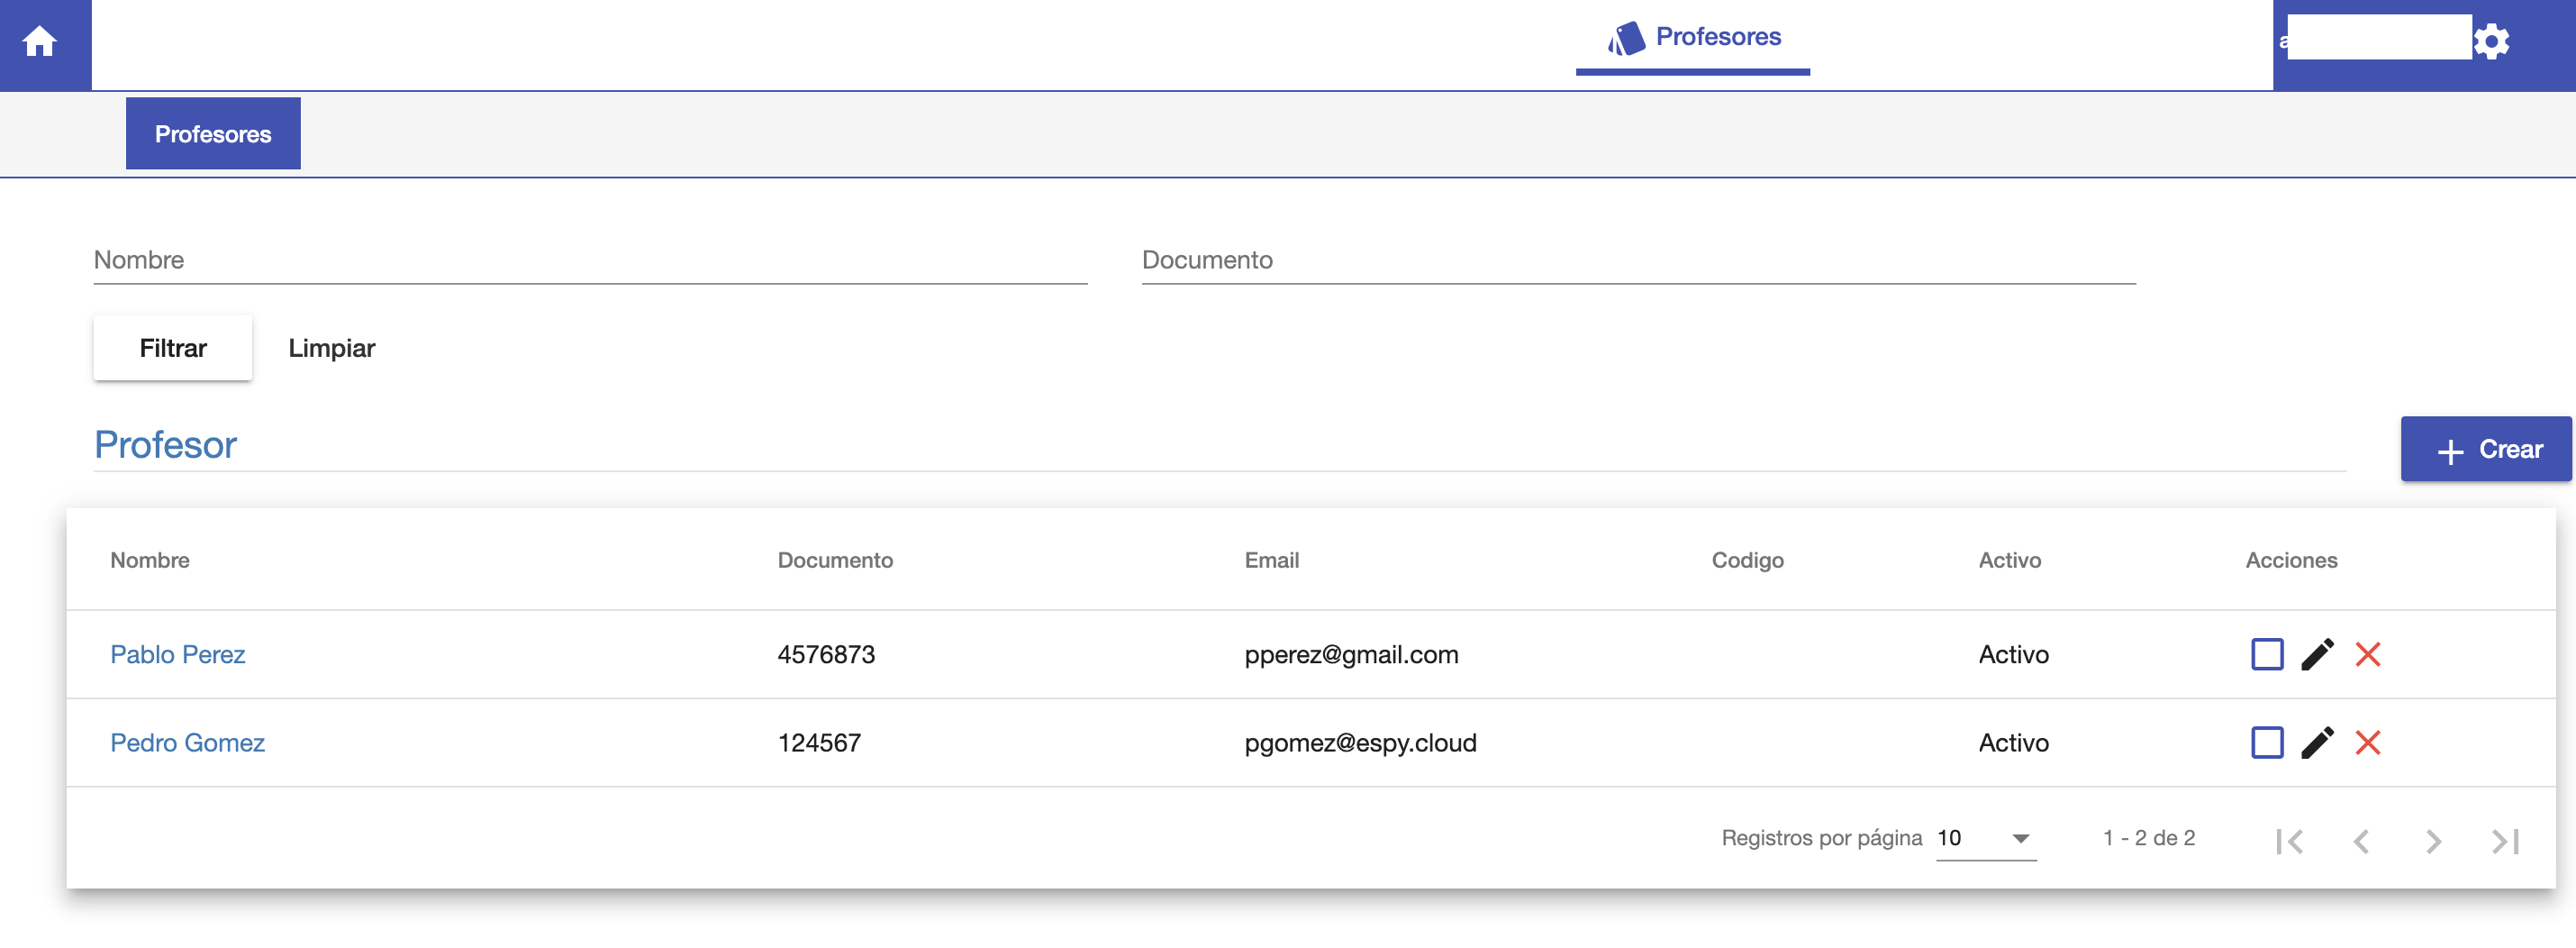 Profesores
Profesores
Nombre Documento
Filtrar Limpiar
Profesor
Crear
Nombre Documento Email Codigo Activo Acciones
Pablo Perez 4576873 pperez@gmail.com Activo
Pedro Gomez 124567 pgomez@espy.cloud Activo
Registros por página 10 1 - 2 de 2